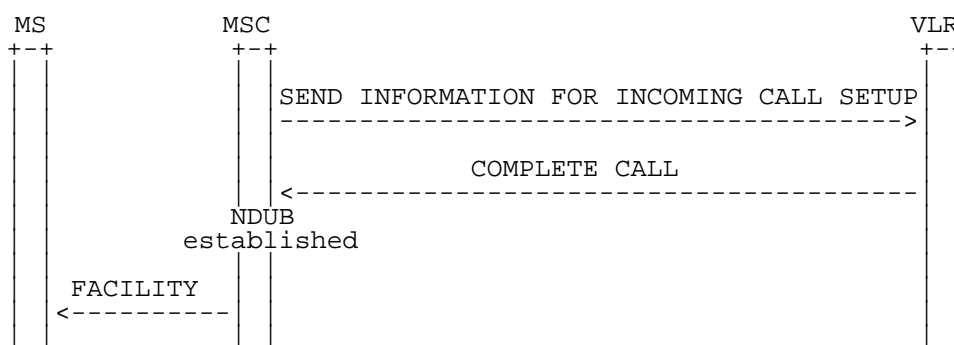 MS MSC VLR
SEND INFORMATION FOR INCOMING CALL SETUP
COMPLETE CALL
NDUB
established
FACILITY